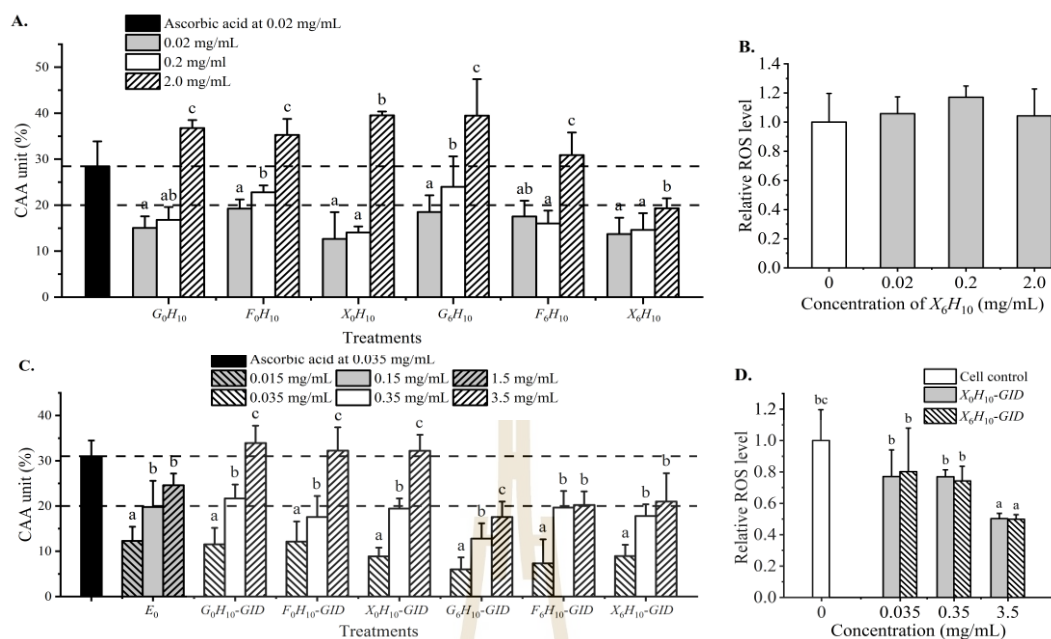 A.
Ascorbic acid at 0.02 mg/mL
0.02 mg/mL
0.2 mg/ml
2.0 mg/mL
CAA unit (%)
50
40
30
20
10
0
a ab c
a b c
a a b
a b c
ab a c
a a b
G0H10 F0H10 X0H10 G6H10 F6H10 X6H10
Treatments
B.
Relative ROS level
1.4
1.2
1.0
0.8
0.6
0.4
0.2
0.0
0 0.02 0.2 2.0
Concentration of X6H10 (mg/mL)
C.
Ascorbic acid at 0.035 mg/mL
0.015 mg/mL 0.15 mg/mL 1.5 mg/mL
0.035 mg/mL 0.35 mg/mL 3.5 mg/mL
CAA unit (%)
50
40
30
20
10
0
a b b
a b c
a b c
a b c
a b c
a b b
a b b
E0 G0H10-GID F0H10-GID X0H10-GID G6H10-GID F6H10-GID X6H10-GID
Treatments
D.
Cell control
X0H10-GID
X6H10-GID
Relative ROS level
1.2
1.0
0.8
0.6
0.4
0.2
0.0
bc b b b b a a
0 0.035 0.35 3.5
Concentration (mg/mL)